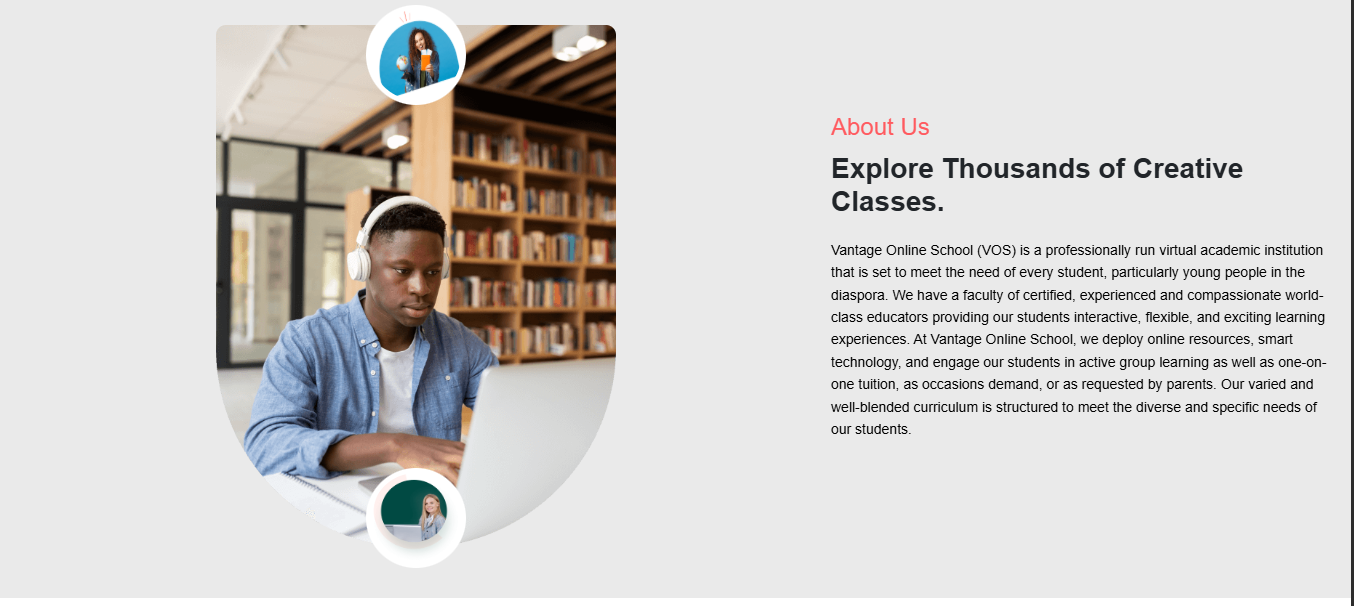 About Us
Explore Thousands of Creative
Classes.
Vantage Online School (VOS) is a professionally run virtual academic institution
that is set to meet the need of every student, particularly young people in the
diaspora. We have a faculty of certified, experienced and compassionate world-
class educators providing our students interactive, flexible, and exciting learning
experiences. At Vantage Online School, we deploy online resources, smart
technology, and engage our students in active group learning as well as one-on-
one tuition, as occasions demand, or as requested by parents. Our varied and
well-blended curriculum is structured to meet the diverse and specific needs of
our students.